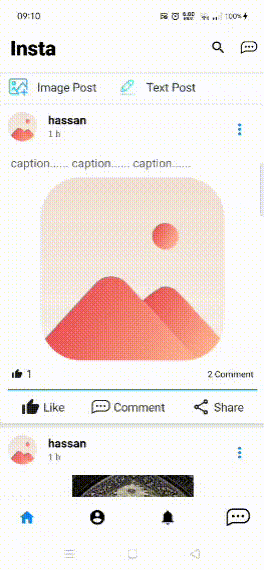 09:10
100%
Insta
Image Post
Text Post
hassan
1 h
caption...... caption...... caption......
1
2 Comment
Like
Comment
Share
hassan
1 h